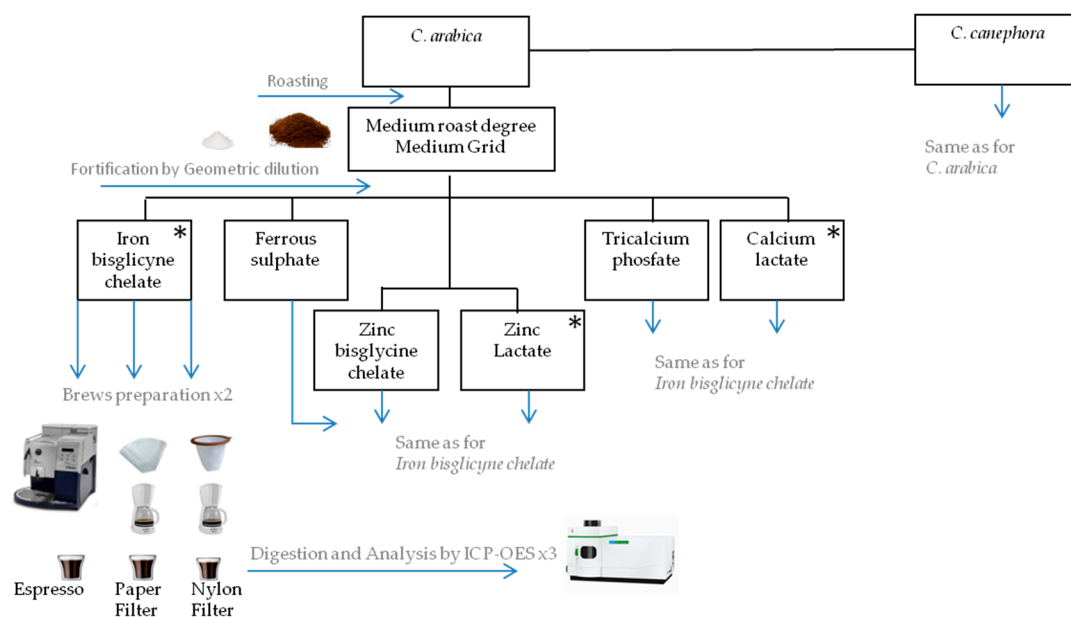 C. arabica
C. canephora
Roasting
Medium roast degree
Medium Grid
Same as for
C. arabica
Fortification by Geometric dilution
Iron
bisglicyne
chelate
*
Ferrous
sulphate
Tricalcium
phosfate
Calcium
lactate
*
Zinc
bisglycine
chelate
Zinc
Lactate
*
Same as for
Iron bisglicyne chelate
Brews preparation x2
Same as for
Iron bisglicyne chelate
Digestion and Analysis by ICP-OES x3
Espresso
Paper
Filter
Nylon
Filter